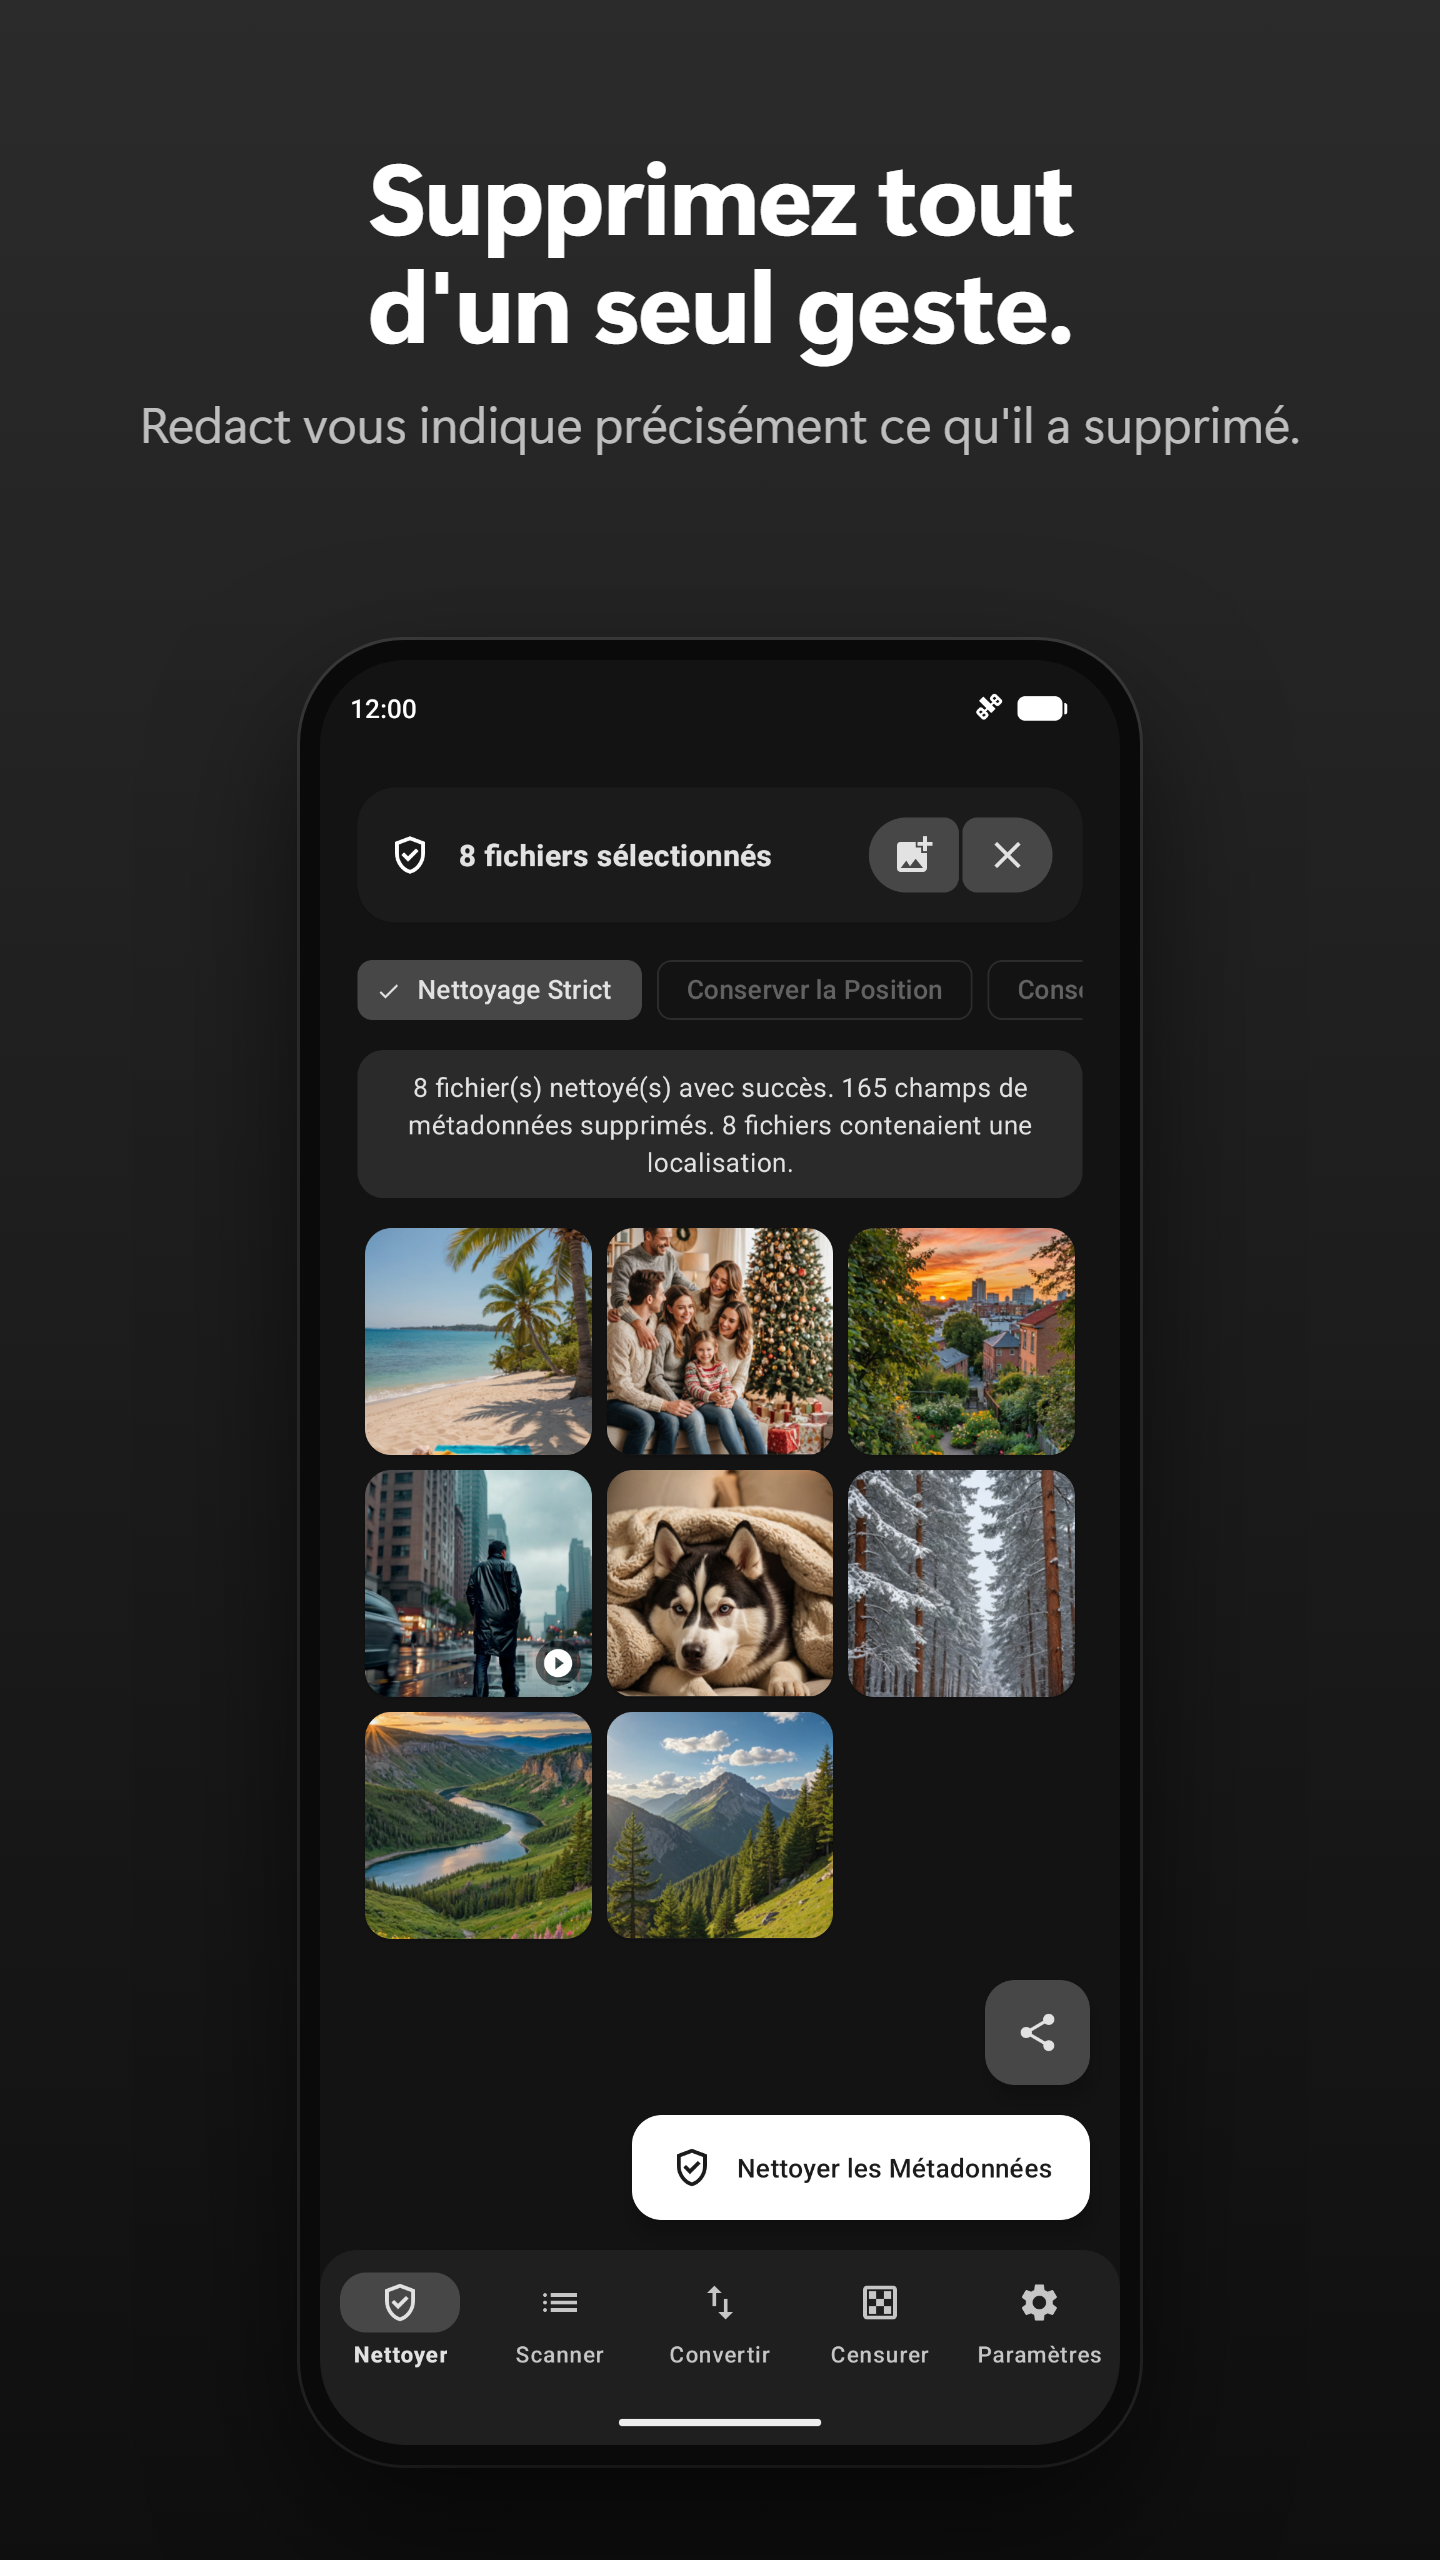 Supprimez tout
d'un seul geste.
Redact vous indique précisément ce qu'il a supprimé.
12:00
8 fichiers sélectionnés
Nettoyage Strict
Conserver la Position
8 fichier(s) nettoyé(s) avec succès. 165 champs de
métadonnées supprimés. 8 fichiers contenaient une
localisation.
Nettoyer les Métadonnées
Nettoyer
Scanner
Convertir
Censurer
Paramètres